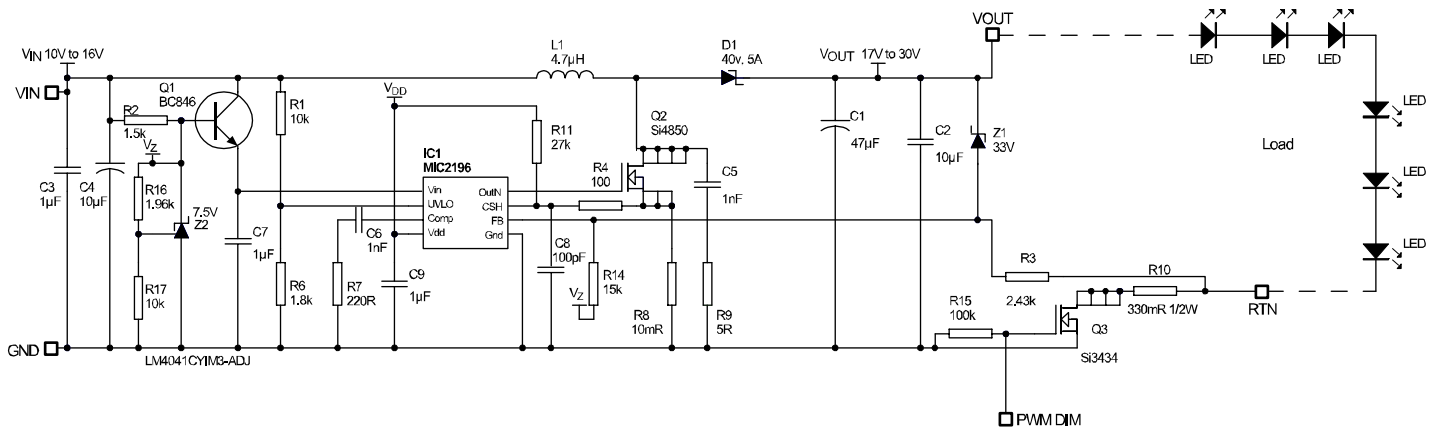 VOUT
LED
LED
LED
VIN 10V to 16V
L1
4.7µH
D1
40v. 5A
VOUT 17V to 30V
VIN
Q1
BC846
R2
1.5k
VZ
R1
10k
VDD
R11
27k
Q2
Si4850
LED
C1
47µF
C2
10µF
Z1
33V
Load
IC1
MIC2196
R4
100
C5
1nF
C3
1µF
C4
10µF
R16
1.96k
7.5V
Z2
Vin
UVLO
Comp
Vdd
OutN
CSH
FB
Gnd
LED
C7
1µF
C6
1nF
C8
100pF
LED
R17
10k
R6
1.8k
R7
220R
C9
1µF
VZ
R14
15k
R8
10mR
R9
5R
R3
2.43k
R10
330mR 1/2W
RTN
R15
100k
Q3
Si3434
GND
LM4041CYIM3-ADJ
PWM DIM